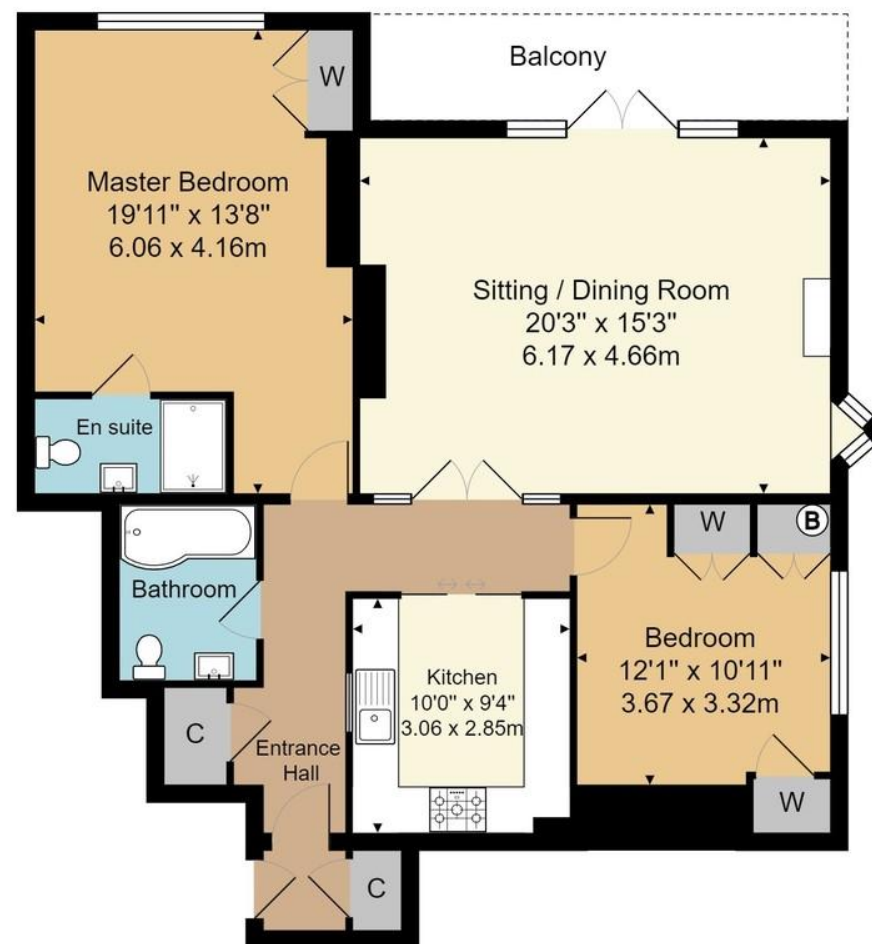 Balcony
W
Master Bedroom
19'11" x 13'8"
6.06 x 4.16m
Sitting / Dining Room
20'3" x 15'3"
6.17 x 4.66m
En suite
W
B
Bathroom
Bedroom
12'1" x 10'11"
3.67 x 3.32m
Kitchen
10'0" x 9'4"
3.06 x 2.85m
C
Entrance
Hall
W
C